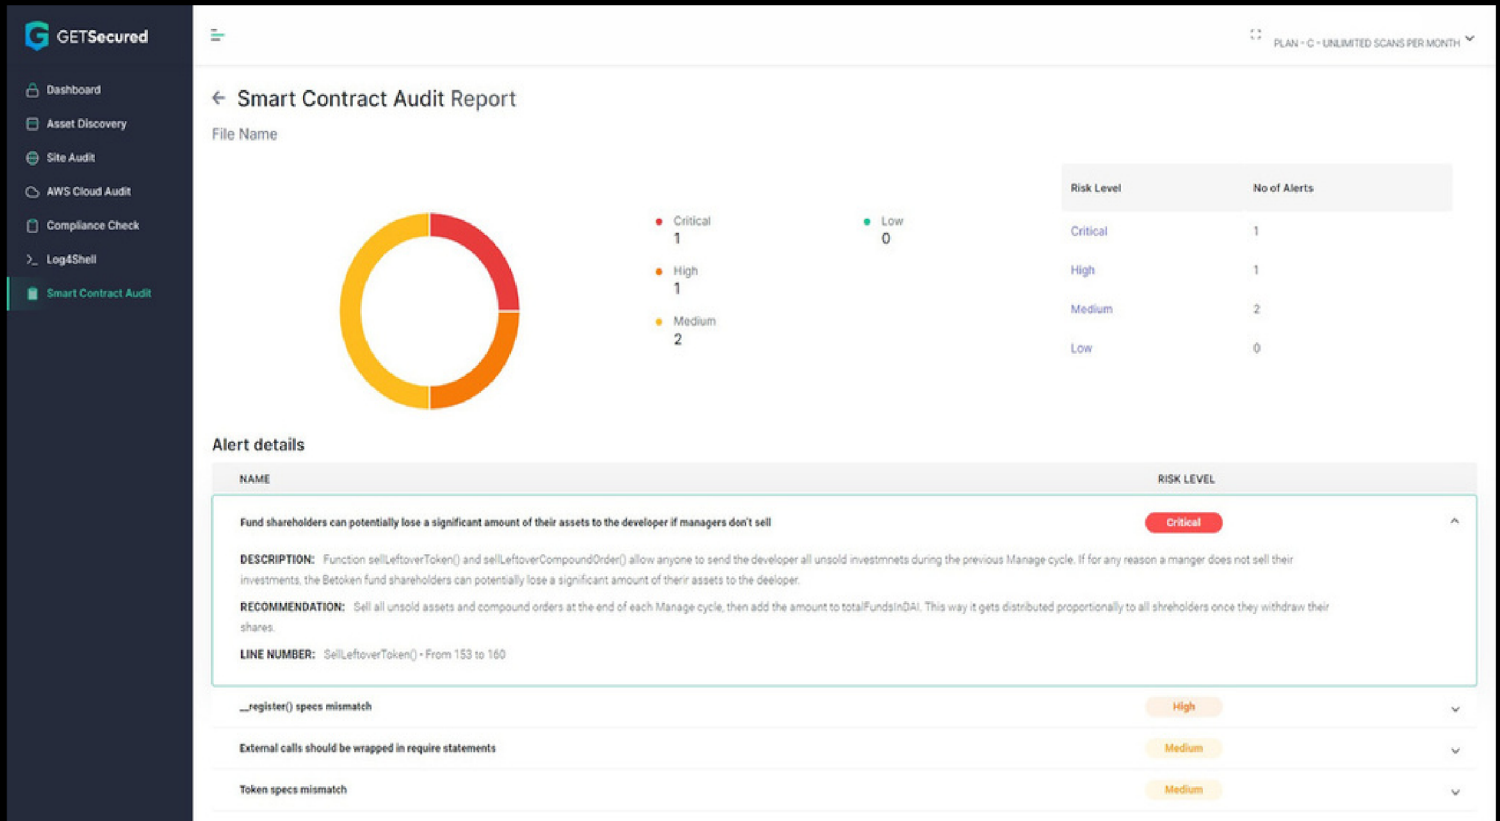 GETSecured
PLAN - C - UNLIMITED SCANS PER MONTH
Dashboard
Asset Discovery
Site Audit
AWS Cloud Audit
Compliance Check
Log4Shell
Smart Contract Audit
Smart Contract Audit Report
File Name
Critical
1
High
1
Medium
2
Low
0
Risk Level No of Alerts
Critical 1
High 1
Medium 2
Low 0
Alert details
NAME RISK LEVEL
Fund shareholders can potentially lose a significant amount of their assets to the developer if managers don't sell Critical
DESCRIPTION: Function sellLeftoverToken() and sellLeftoverCompoundOrder() allow anyone to send the developer all unsold investmnets during the previous Manage cycle. If for any reason a manger does not sell their
investments, the Betoken fund shareholders can potentially lose a significant amount of therir assets to the deeloper.
RECOMMENDATION: Sell all unsold assets and compound orders at the end of each Manage cycle, then add the amount to totalFundsInDAI. This way it gets distributed proportionally to all shreholders once they withdraw their
shares.
LINE NUMBER: SellLeftoverToken() - From 153 to 160
__register() specs mismatch High
External calls should be wrapped in require statements Medium
Token specs mismatch Medium